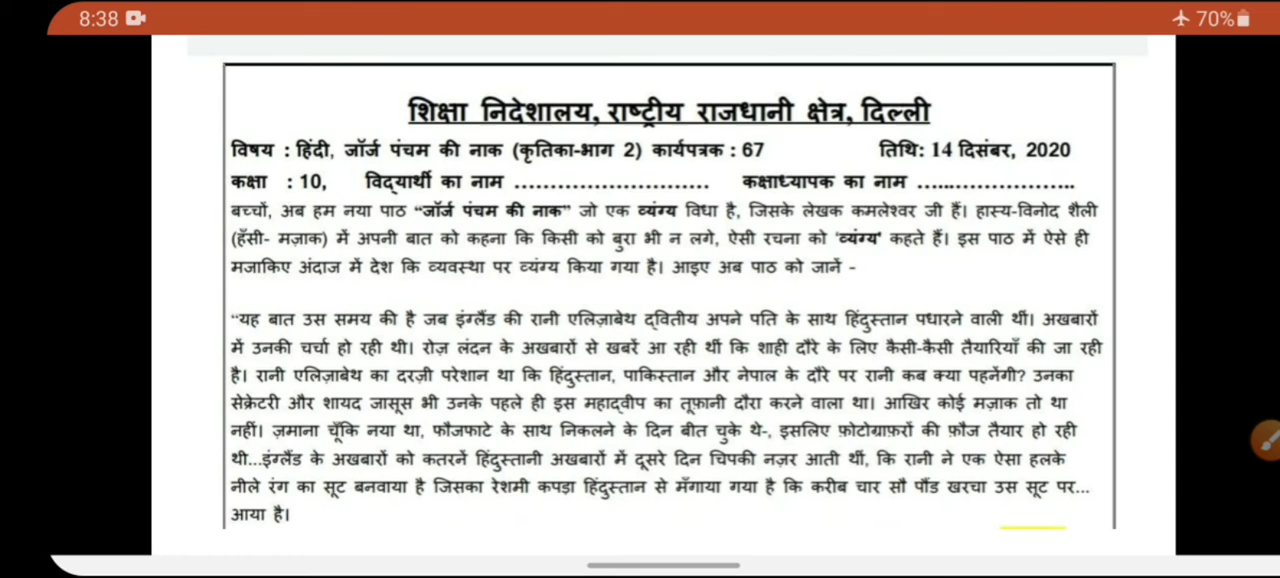 8:38
70%
शिक्षा निदेशालय, राष्ट्रीय राजधानी क्षेत्र, दिल्ली
विषय : हिंदी, जॉर्ज पंचम की नाक (कृतिका-भाग 2) कार्यपत्रक : 67 तिथि: 14 दिसंबर, 2020
कक्षा : 10, विद्यार्थी का नाम ........................... कक्षाध्यापक का नाम ......................
बच्चों, अब हम नया पाठ “जॉर्ज पंचम की नाक” जो एक व्यंग्य विधा है, जिसके लेखक कमलेश्वर जी हैं। हास्य-विनोद शैली
(हँसी- मज़ाक) में अपनी बात को कहना कि किसी को बुरा भी न लगे, ऐसी रचना को ‘व्यंग्य’ कहते हैं। इस पाठ में ऐसे ही
मजाकिए अंदाज में देश कि व्यवस्था पर व्यंग्य किया गया है। आइए अब पाठ को जानें -
“यह बात उस समय की है जब इंग्लैंड की रानी एलिज़ाबेथ द्वितीय अपने पति के साथ हिंदुस्तान पधारने वाली थीं। अखबारों
में उनकी चर्चा हो रही थी। रोज़ लंदन के अखबारों से खबरें आ रही थीं कि शाही दौरे के लिए कैसी-कैसी तैयारियाँ की जा रही
है। रानी एलिज़ाबेथ का दरज़ी परेशान था कि हिंदुस्तान, पाकिस्तान और नेपाल के दौरे पर रानी कब क्या पहनेंगी? उनका
सेक्रेटरी और शायद जासूस भी उनके पहले ही इस महाद्वीप का तूफ़ानी दौरा करने वाला था। आखिर कोई मज़ाक तो था
नहीं। ज़माना चूँकि नया था, फौजफाटे के साथ निकलने के दिन बीत चुके थे-, इसलिए फ़ोटोग्राफ़रों की फ़ौज तैयार हो रही
थी...इंग्लैंड के अखबारों को कतरनें हिंदुस्तानी अखबारों में दूसरे दिन चिपकी नज़र आती थीं, कि रानी ने एक ऐसा हलके
नीले रंग का सूट बनवाया है जिसका रेशमी कपड़ा हिंदुस्तान से मँगाया गया है कि करीब चार सौ पौंड खरचा उस सूट पर...
आया है।